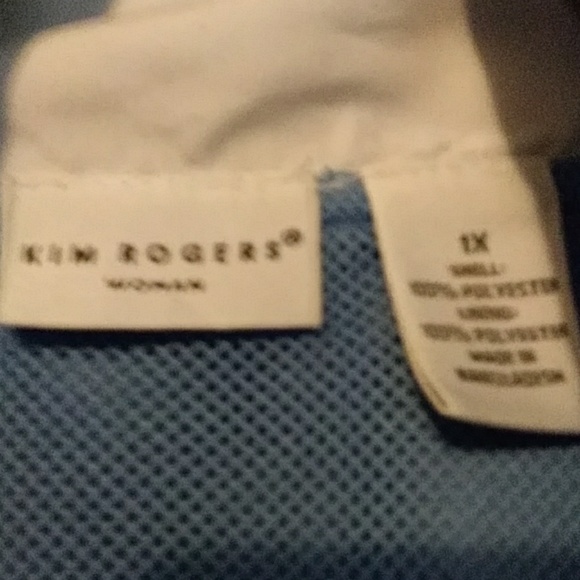 KIM ROGERS®
WOMAN
1X
SHELL:
100% POLYESTER
LINING:
100% POLYESTER
MADE IN
BANGLADESH